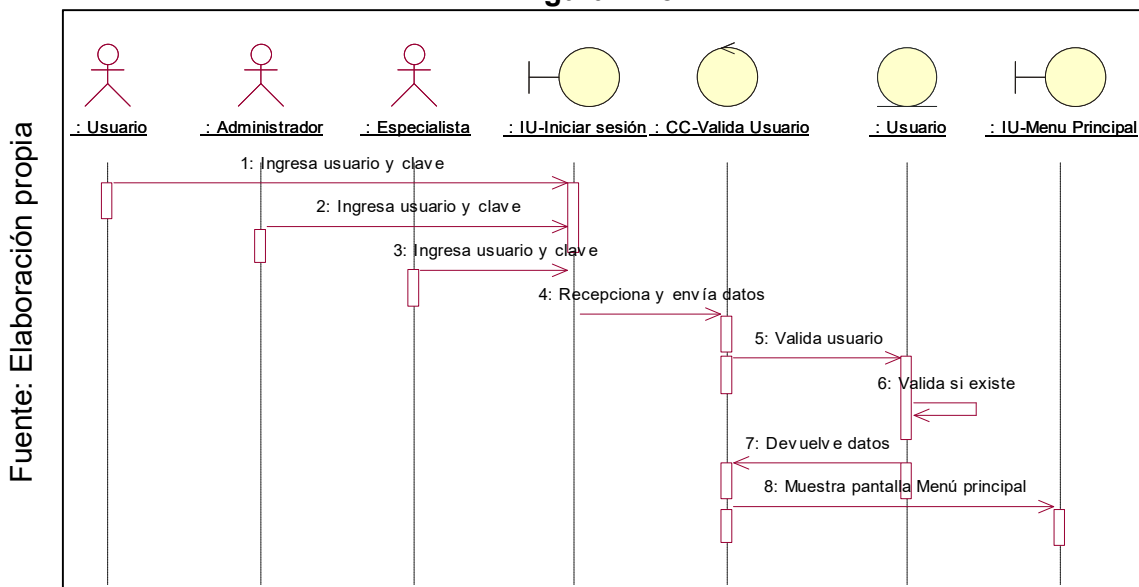 : Usuario
: Administrador
: Especialista
: IU-Iniciar sesión
: CC-Valida Usuario
: Usuario
: IU-Menu Principal
1: Ingresa usuario y clave
2: Ingresa usuario y clave
3: Ingresa usuario y clave
4: Recepciona y envía datos
5: Valida usuario
6: Valida si existe
7: Devuelve datos
8: Muestra pantalla Menú principal
Fuente: Elaboración propia